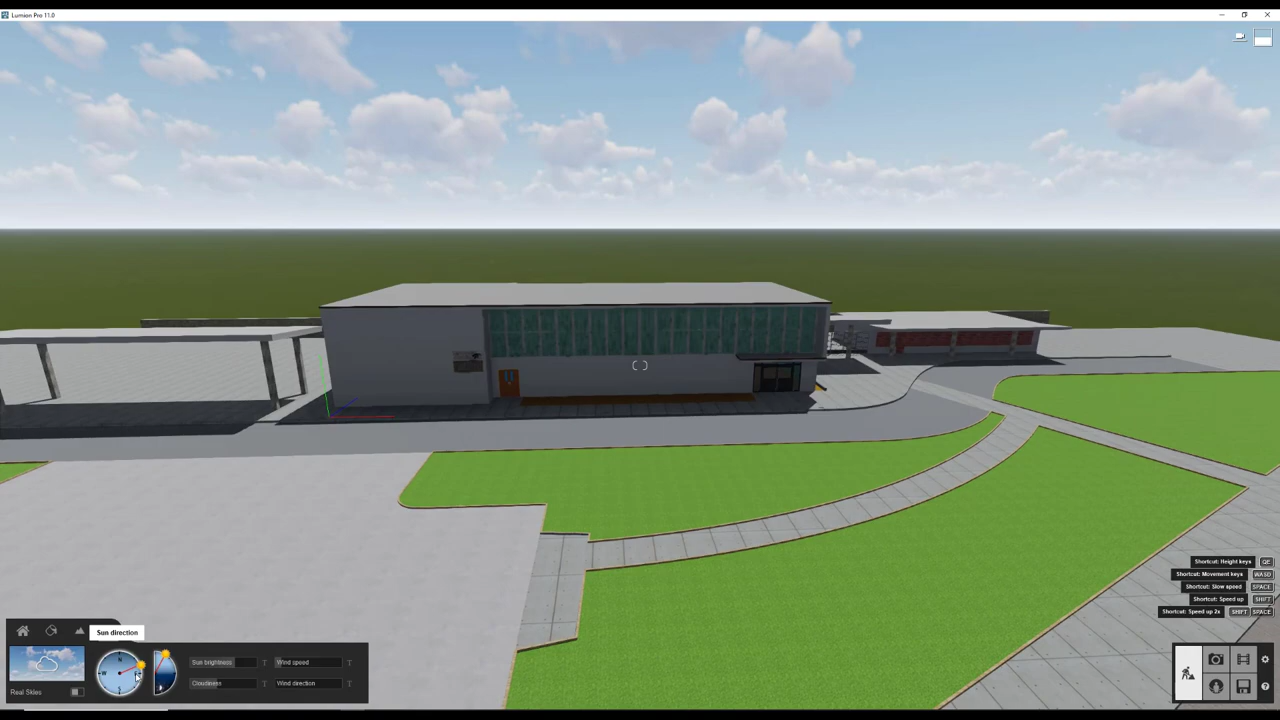 Lumion Pro 11.0
Shortcut: Height keys QE
Shortcut: Movement keys WASD
Shortcut: Slow speed SPACE
Shortcut: Speed up SHIFT
Shortcut: Speed up 2x SHIFT SPACE
Sun direction
N
Sun brightness T Wind speed T
Cloudiness T Wind direction T
Real Skies